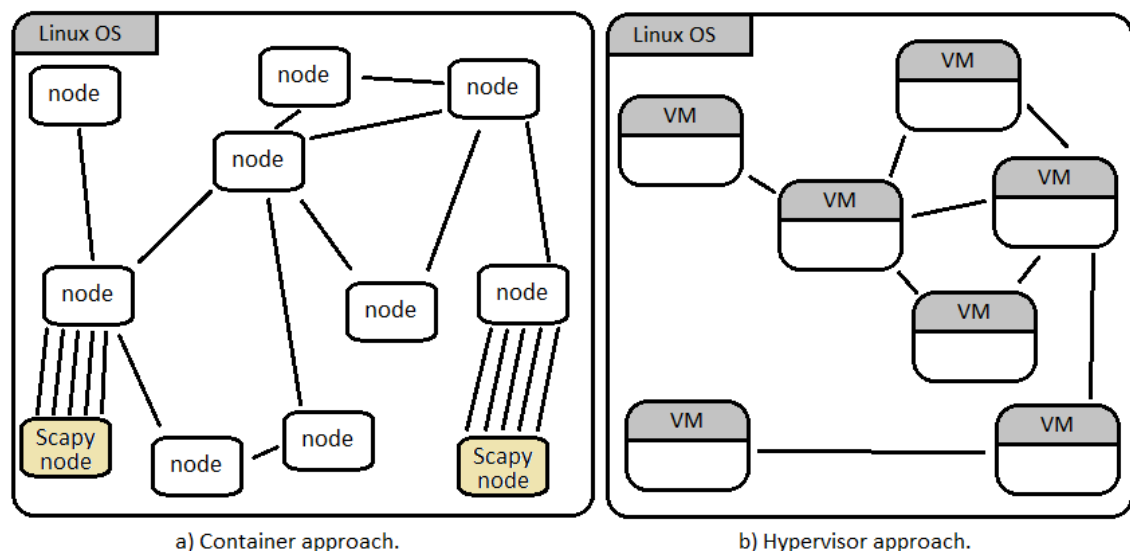 Linux OS
node
node
node
node
node
node
node
node
node
Scapy
node
Scapy
node
a) Container approach.
Linux OS
VM
VM
VM
VM
VM
VM
VM
b) Hypervisor approach.